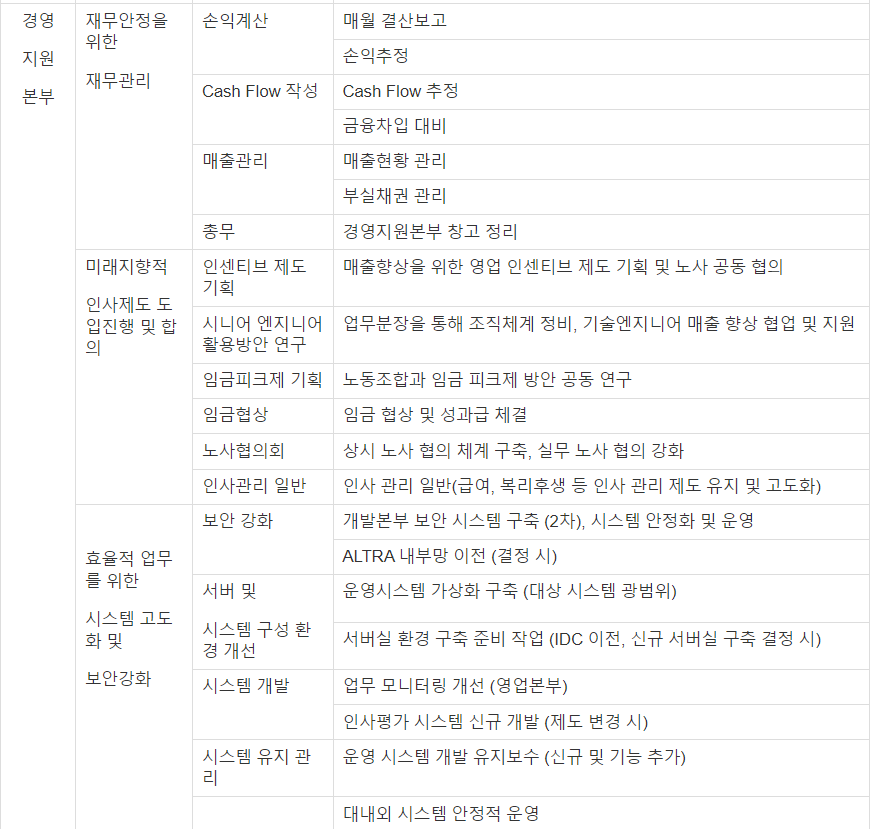 경영
지원
본부
재무안정을
위한
재무관리
손익계산
매월 결산보고
손익추정
Cash Flow 작성
Cash Flow 추정
금융차입 대비
매출관리
매출현황 관리
부실채권 관리
총무
경영지원본부 창고 정리
미래지향적
인사제도 도
입진행 및 합
의
인센티브 제도
기획
매출향상을 위한 영업 인센티브 제도 기획 및 노사 공동 협의
시니어 엔지니어
활용방안 연구
업무분장을 통해 조직체계 정비, 기술엔지니어 매출 향상 협업 및 지원
임금피크제 기획
노동조합과 임금 피크제 방안 공동 연구
임금협상
임금 협상 및 성과급 체결
노사협의회
상시 노사 협의 체계 구축, 실무 노사 협의 강화
인사관리 일반
인사 관리 일반(급여, 복리후생 등 인사 관리 제도 유지 및 고도화)
효율적 업무
를 위한
시스템 고도
화 및
보안강화
보안 강화
개발본부 보안 시스템 구축 (2차), 시스템 안정화 및 운영
ALTRA 내부망 이전 (결정 시)
서버 및
시스템 구성 환
경 개선
운영시스템 가상화 구축 (대상 시스템 광범위)
서버실 환경 구축 준비 작업 (IDC 이전, 신규 서버실 구축 결정 시)
시스템 개발
업무 모니터링 개선 (영업본부)
인사평가 시스템 신규 개발 (제도 변경 시)
시스템 유지 관
리
운영 시스템 개발 유지보수 (신규 및 기능 추가)
대내외 시스템 안정적 운영